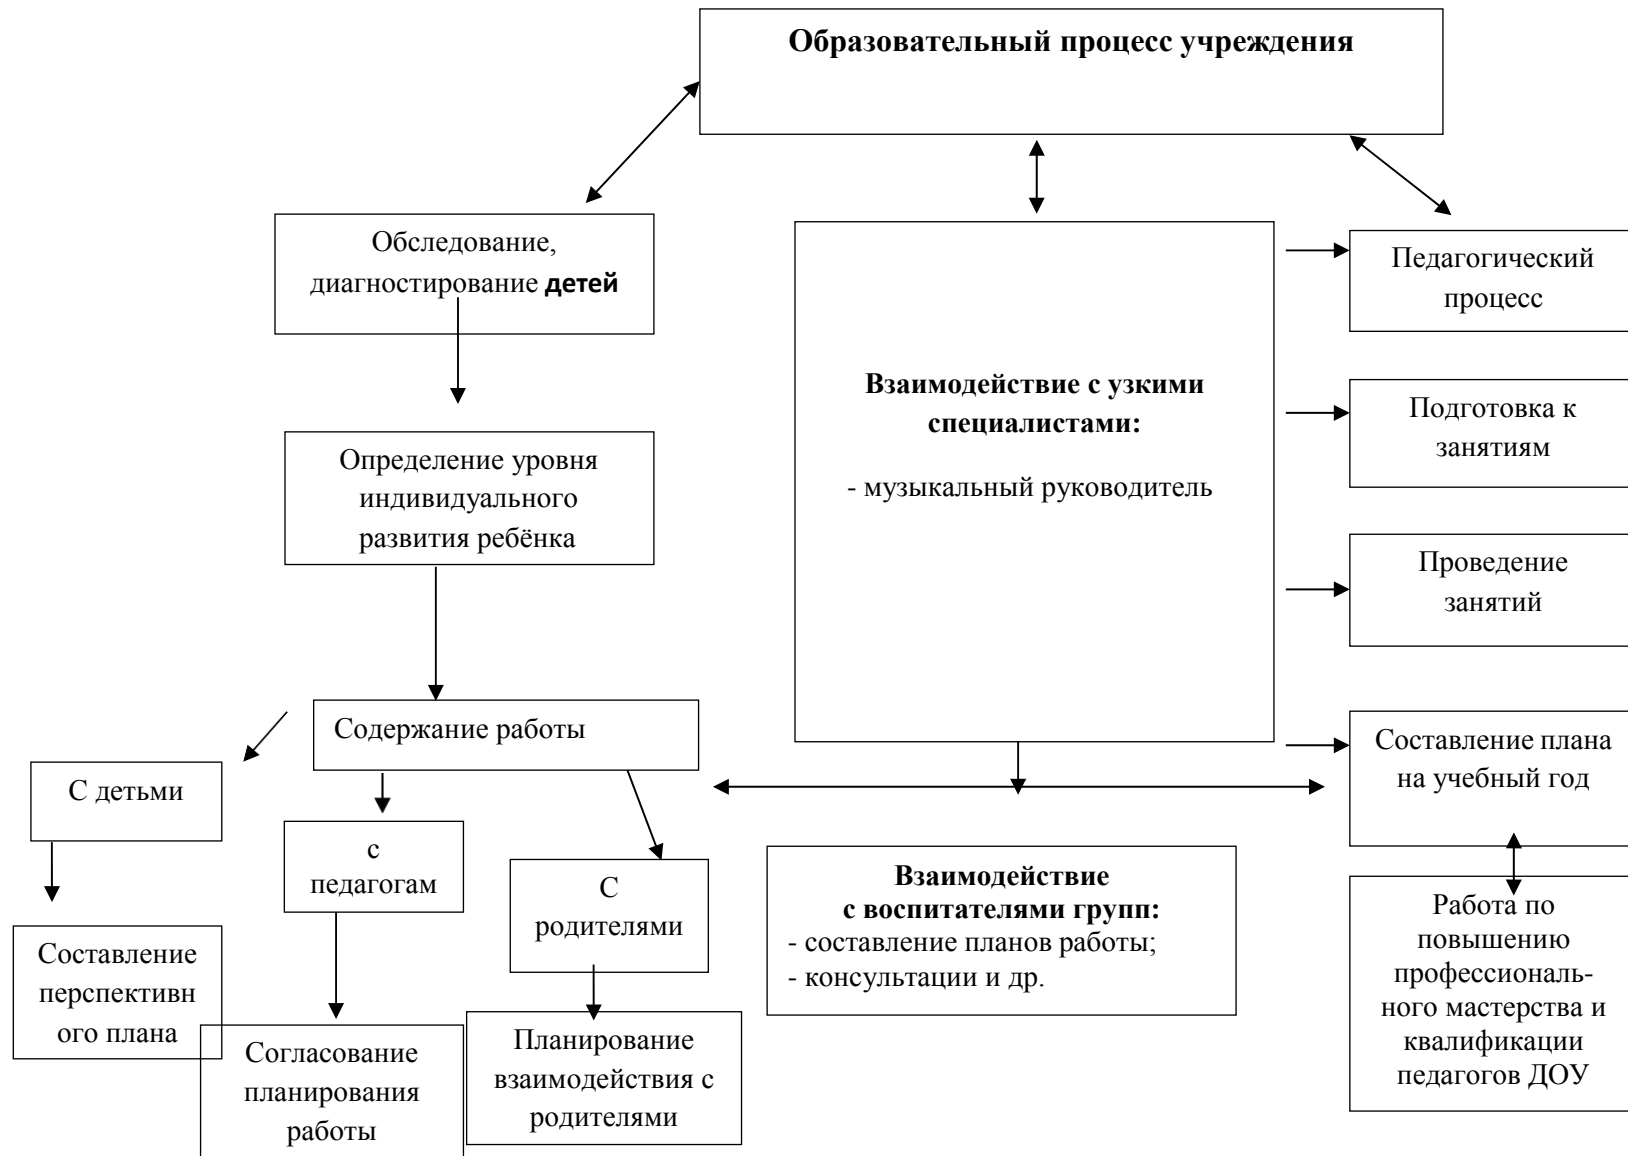 Образовательный процесс учреждения
Обследование,
диагностирование детей
Педагогический
процесс
Взаимодействие с узкими
специалистами:
- музыкальный руководитель
Подготовка к
занятиям
Определение уровня
индивидуального
развития ребёнка
Проведение
занятий
Содержание работы
Составление плана
на учебный год
С детьми
с
педагогам
С
родителями
Взаимодействие
с воспитателями групп:
- составление планов работы;
- консультации и др.
Работа по
повышению
профессиональ-
ного мастерства и
квалификации
педагогов ДОУ
Составление
перспективн
ого плана
Согласование
планирования
работы
Планирование
взаимодействия с
родителями